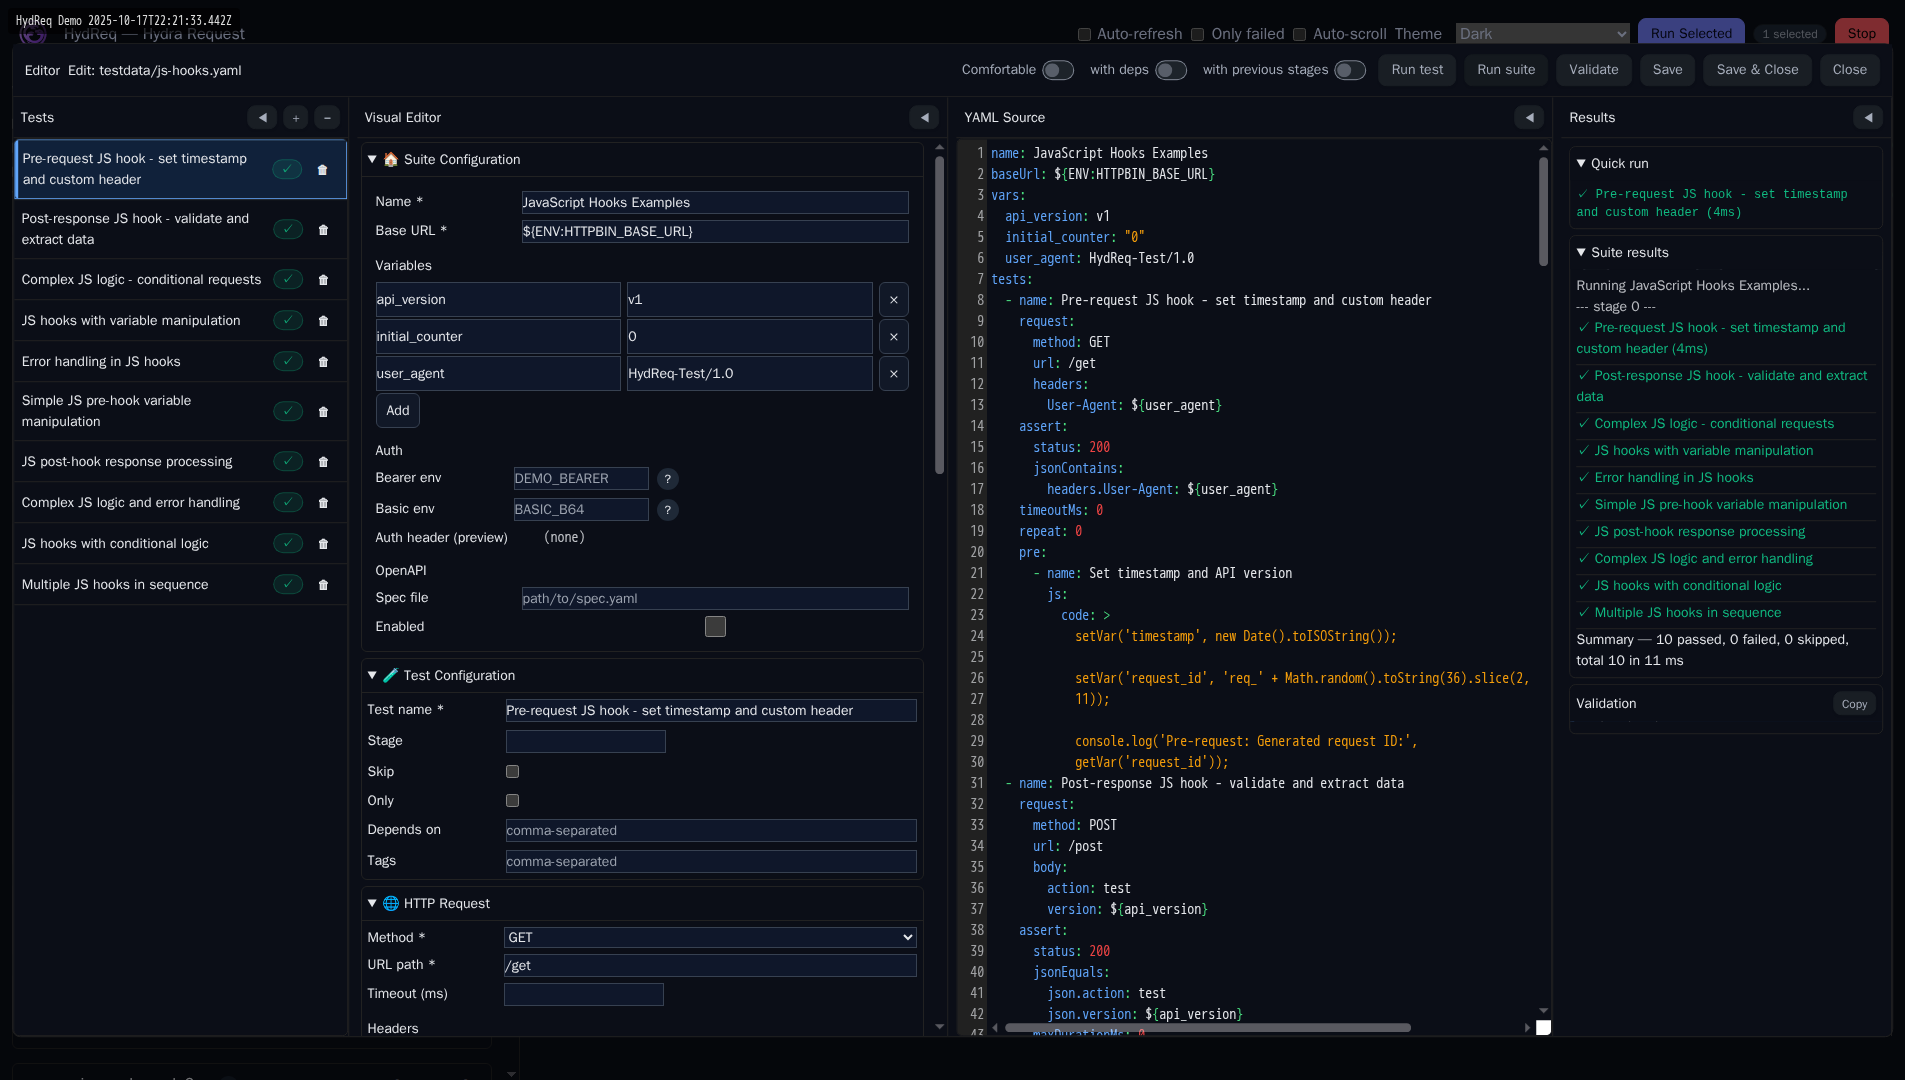 HydReq Demo 2025-10-17T22:21:33.442Z
HydReq — Hydra Request
Auto-refresh Only failed Auto-scroll Theme Dark Run Selected 1 selected Stop
Editor Edit: testdata/js-hooks.yaml
Comfortable with deps with previous stages Run test Run suite Validate Save Save & Close Close
Tests
Pre-request JS hook - set timestamp
and custom header
Post-response JS hook - validate and
extract data
Complex JS logic - conditional requests
JS hooks with variable manipulation
Error handling in JS hooks
Simple JS pre-hook variable
manipulation
JS post-hook response processing
Complex JS logic and error handling
JS hooks with conditional logic
Multiple JS hooks in sequence
Visual Editor
🏠 Suite Configuration
Name * JavaScript Hooks Examples
Base URL * ${ENV:HTTPBIN_BASE_URL}
Variables
api_version v1 ×
initial_counter 0 ×
user_agent HydReq-Test/1.0 ×
Add
Auth
Bearer env DEMO_BEARER ?
Basic env BASIC_B64 ?
Auth header (preview) (none)
OpenAPI
Spec file path/to/spec.yaml
Enabled
🧪 Test Configuration
Test name * Pre-request JS hook - set timestamp and custom header
Stage
Skip
Only
Depends on comma-separated
Tags comma-separated
🌐 HTTP Request
Method * GET
URL path * /get
Timeout (ms)
Headers
YAML Source
1 name: JavaScript Hooks Examples
2 baseUrl: ${ENV:HTTPBIN_BASE_URL}
3 vars:
4 api_version: v1
5 initial_counter: "0"
6 user_agent: HydReq-Test/1.0
7 tests:
8 - name: Pre-request JS hook - set timestamp and custom header
9 request:
10 method: GET
11 url: /get
12 headers:
13 User-Agent: ${user_agent}
14 assert:
15 status: 200
16 jsonContains:
17 headers.User-Agent: ${user_agent}
18 timeoutMs: 0
19 repeat: 0
20 pre:
21 - name: Set timestamp and API version
22 js:
23 code: >
24 setVar('timestamp', new Date().toISOString());
25
26 setVar('request_id', 'req_' + Math.random().toString(36).slice(2,
27 11));
28
29 console.log('Pre-request: Generated request ID:',
30 getVar('request_id'));
31 - name: Post-response JS hook - validate and extract data
32 request:
33 method: POST
34 url: /post
35 body:
36 action: test
37 version: ${api_version}
38 assert:
39 status: 200
40 jsonEquals:
41 json.action: test
42 json.version: ${api_version}
43 maxDurationMs: 0
Results
Quick run
✓ Pre-request JS hook - set timestamp
and custom header (4ms)
Suite results
Running JavaScript Hooks Examples...
--- stage 0 ---
✓ Pre-request JS hook - set timestamp and
custom header (4ms)
✓ Post-response JS hook - validate and extract
data
✓ Complex JS logic - conditional requests
✓ JS hooks with variable manipulation
✓ Error handling in JS hooks
✓ Simple JS pre-hook variable manipulation
✓ JS post-hook response processing
✓ Complex JS logic and error handling
✓ JS hooks with conditional logic
✓ Multiple JS hooks in sequence
Summary — 10 passed, 0 failed, 0 skipped,
total 10 in 11 ms
Validation Copy